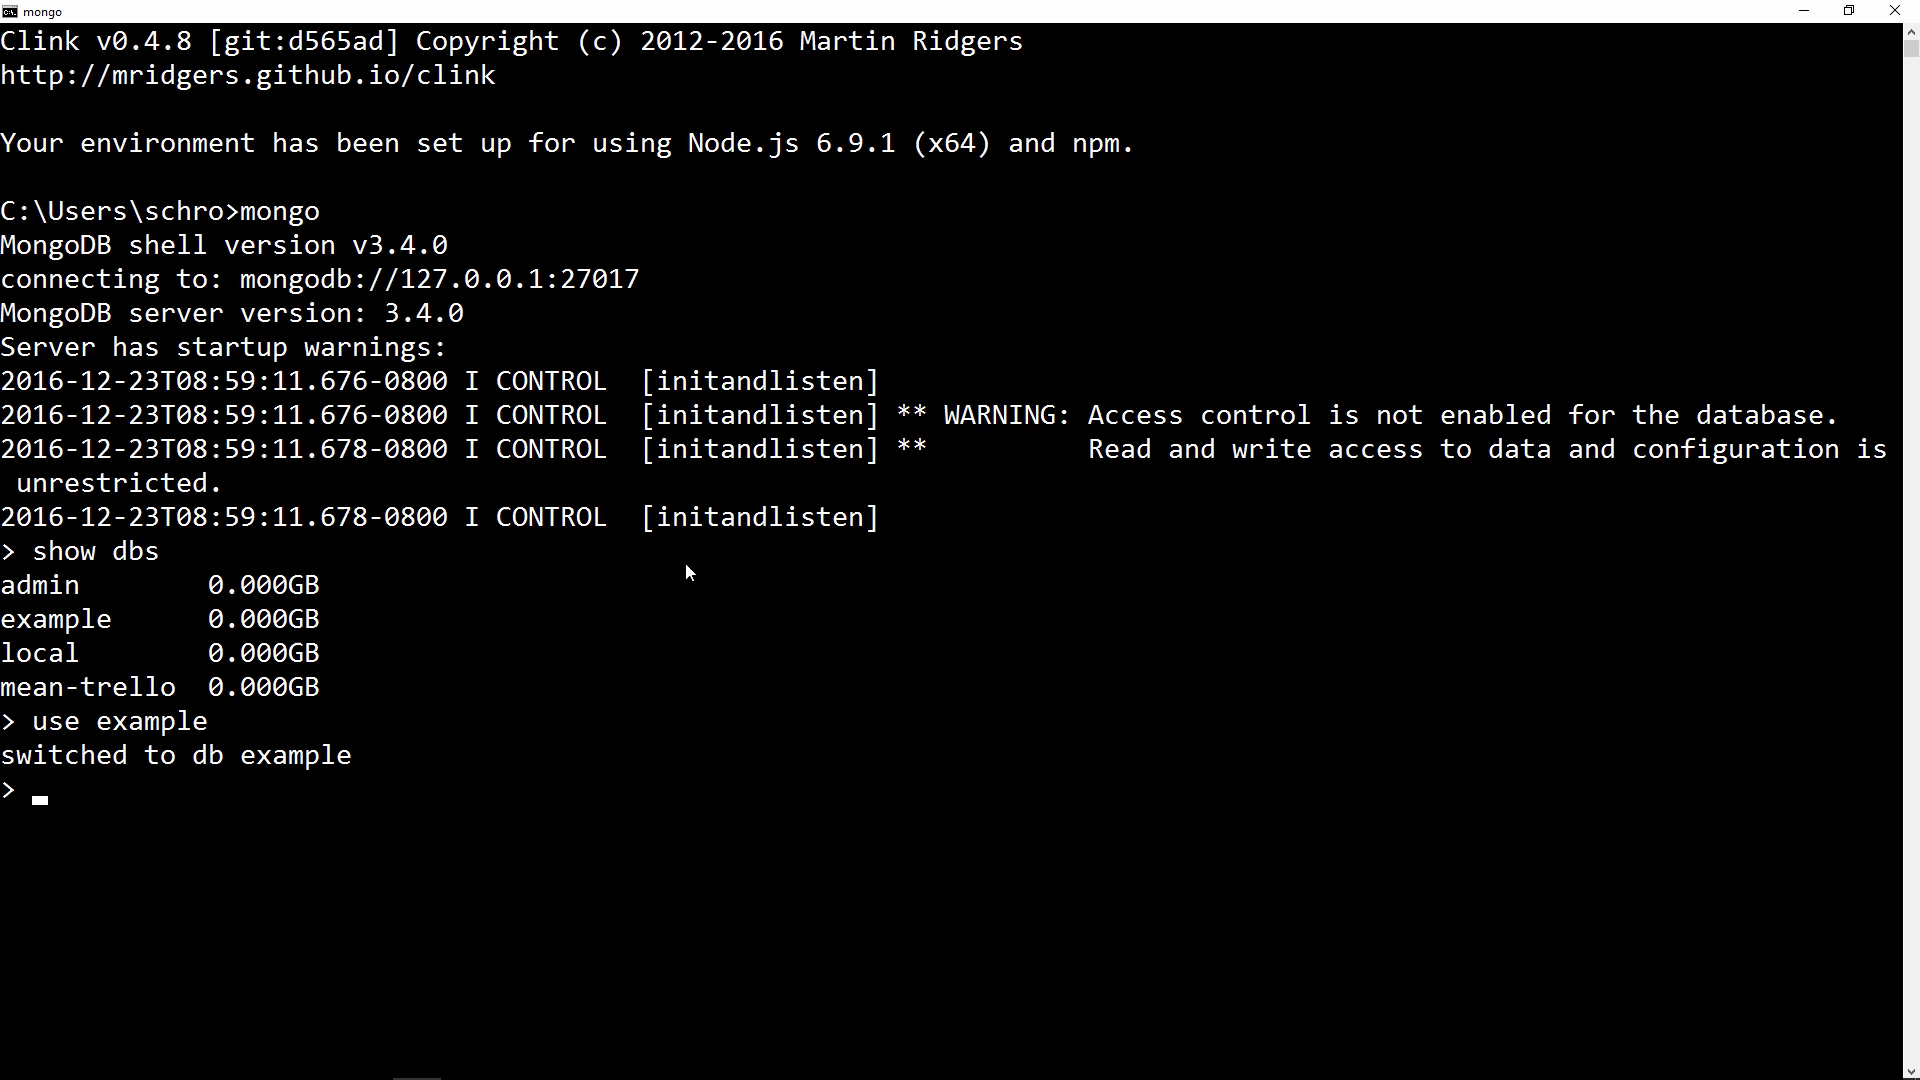 mongo
Clink v0.4.8 [git:d565ad] Copyright (c) 2012-2016 Martin Ridgers
http://mridgers.github.io/clink
Your environment has been set up for using Node.js 6.9.1 (x64) and npm.
C:\Users\schro>mongo
MongoDB shell version v3.4.0
connecting to: mongodb://127.0.0.1:27017
MongoDB server version: 3.4.0
Server has startup warnings:
2016-12-23T08:59:11.676-0800 I CONTROL  [initandlisten]
2016-12-23T08:59:11.676-0800 I CONTROL  [initandlisten] ** WARNING: Access control is not enabled for the database.
2016-12-23T08:59:11.678-0800 I CONTROL  [initandlisten] **          Read and write access to data and configuration is
 unrestricted.
2016-12-23T08:59:11.678-0800 I CONTROL  [initandlisten]
> show dbs
admin        0.000GB
example      0.000GB
local        0.000GB
mean-trello  0.000GB
> use example
switched to db example
>